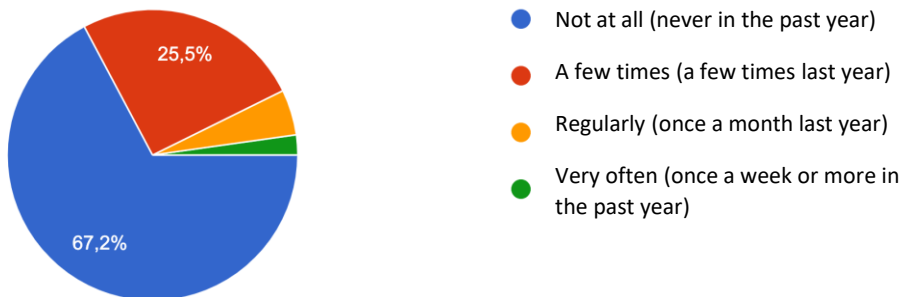 25,5%
67,2%
Not at all (never in the past year)
A few times (a few times last year)
Regularly (once a month last year)
Very often (once a week or more in
the past year)